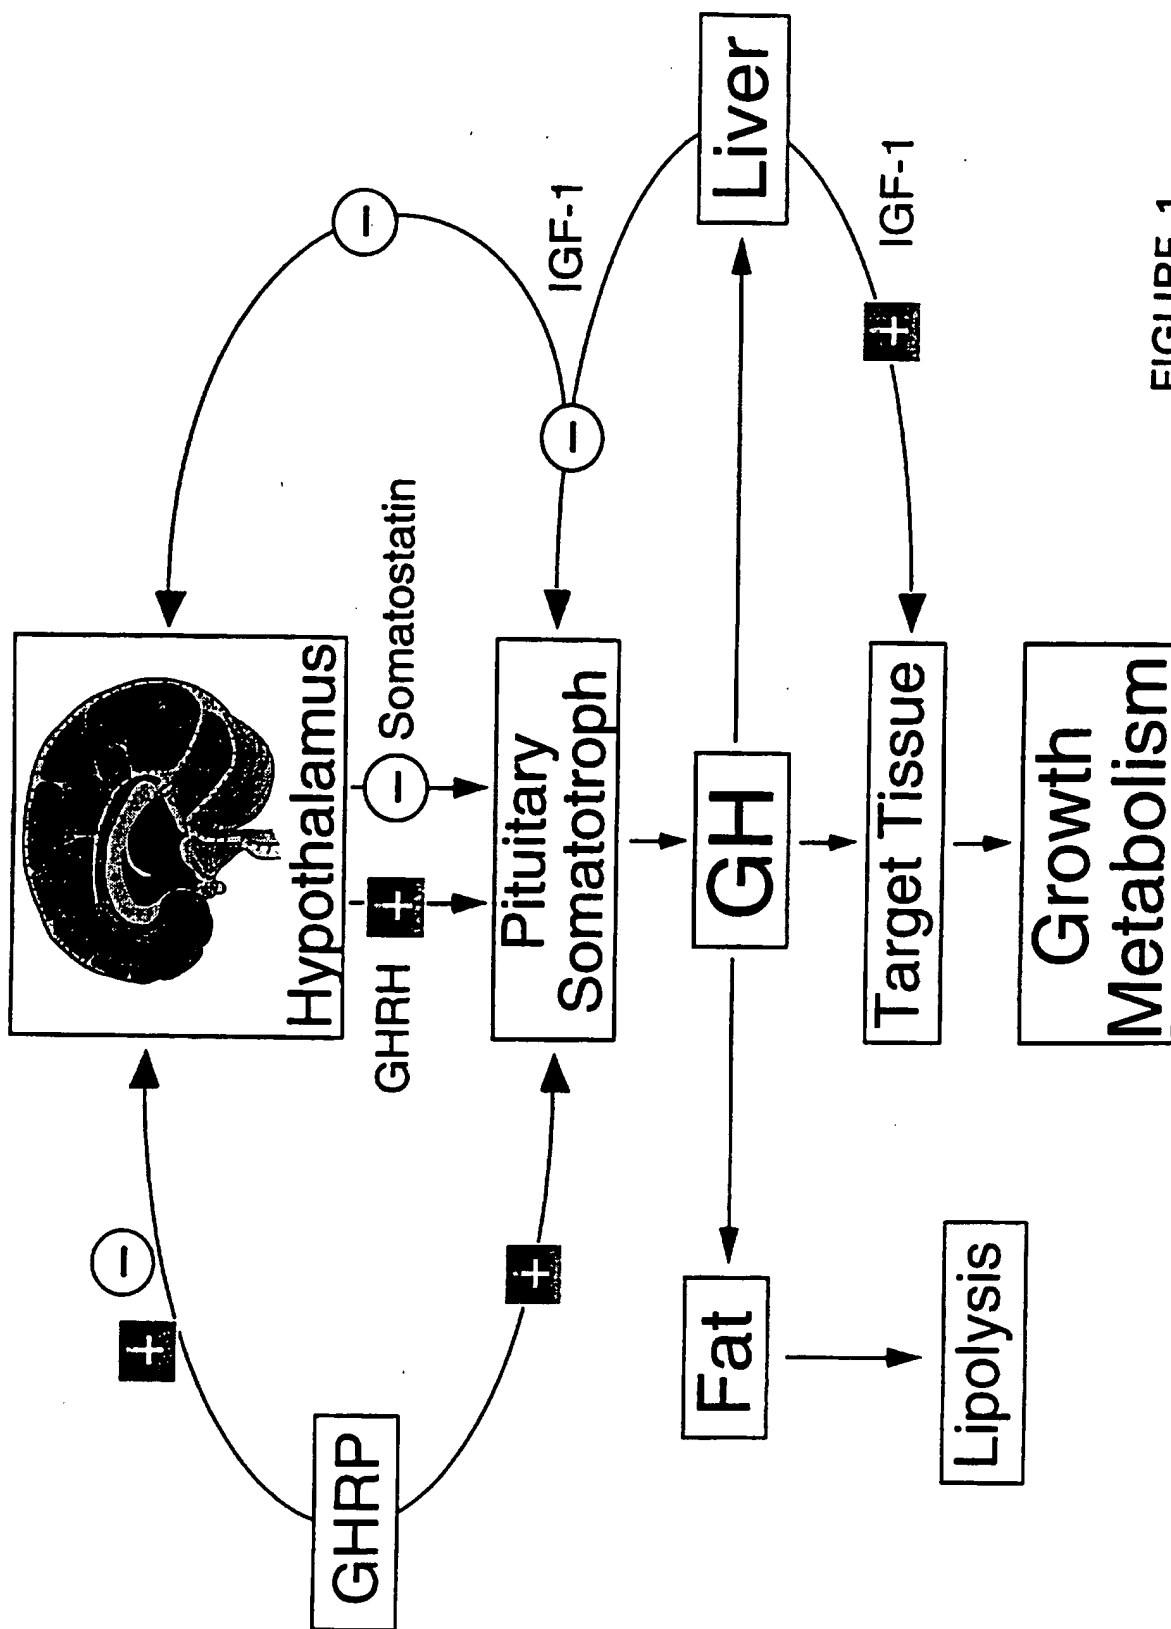 Hypothalamus
GHRH
+
−
Somatostatin
−
+
−
GHRP
+
Pituitary
Somatotroph
−
IGF-1
Fat
GH
Liver
Lipolysis
Target Tissue
+
IGF-1
Growth
Metabolism
FIGURE 1